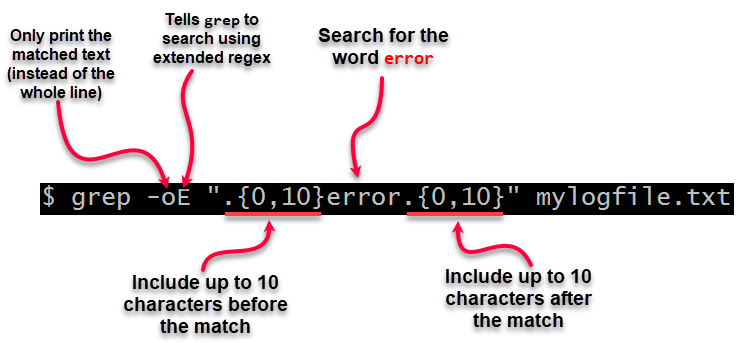 Only print the
matched text
(instead of the
whole line)
Tells grep to
search using
extended regex
Search for the
word error
$ grep -oE ".{0,10}error.{0,10}" mylogfile.txt
Include up to 10
characters before
the match
Include up to 10
characters after
the match